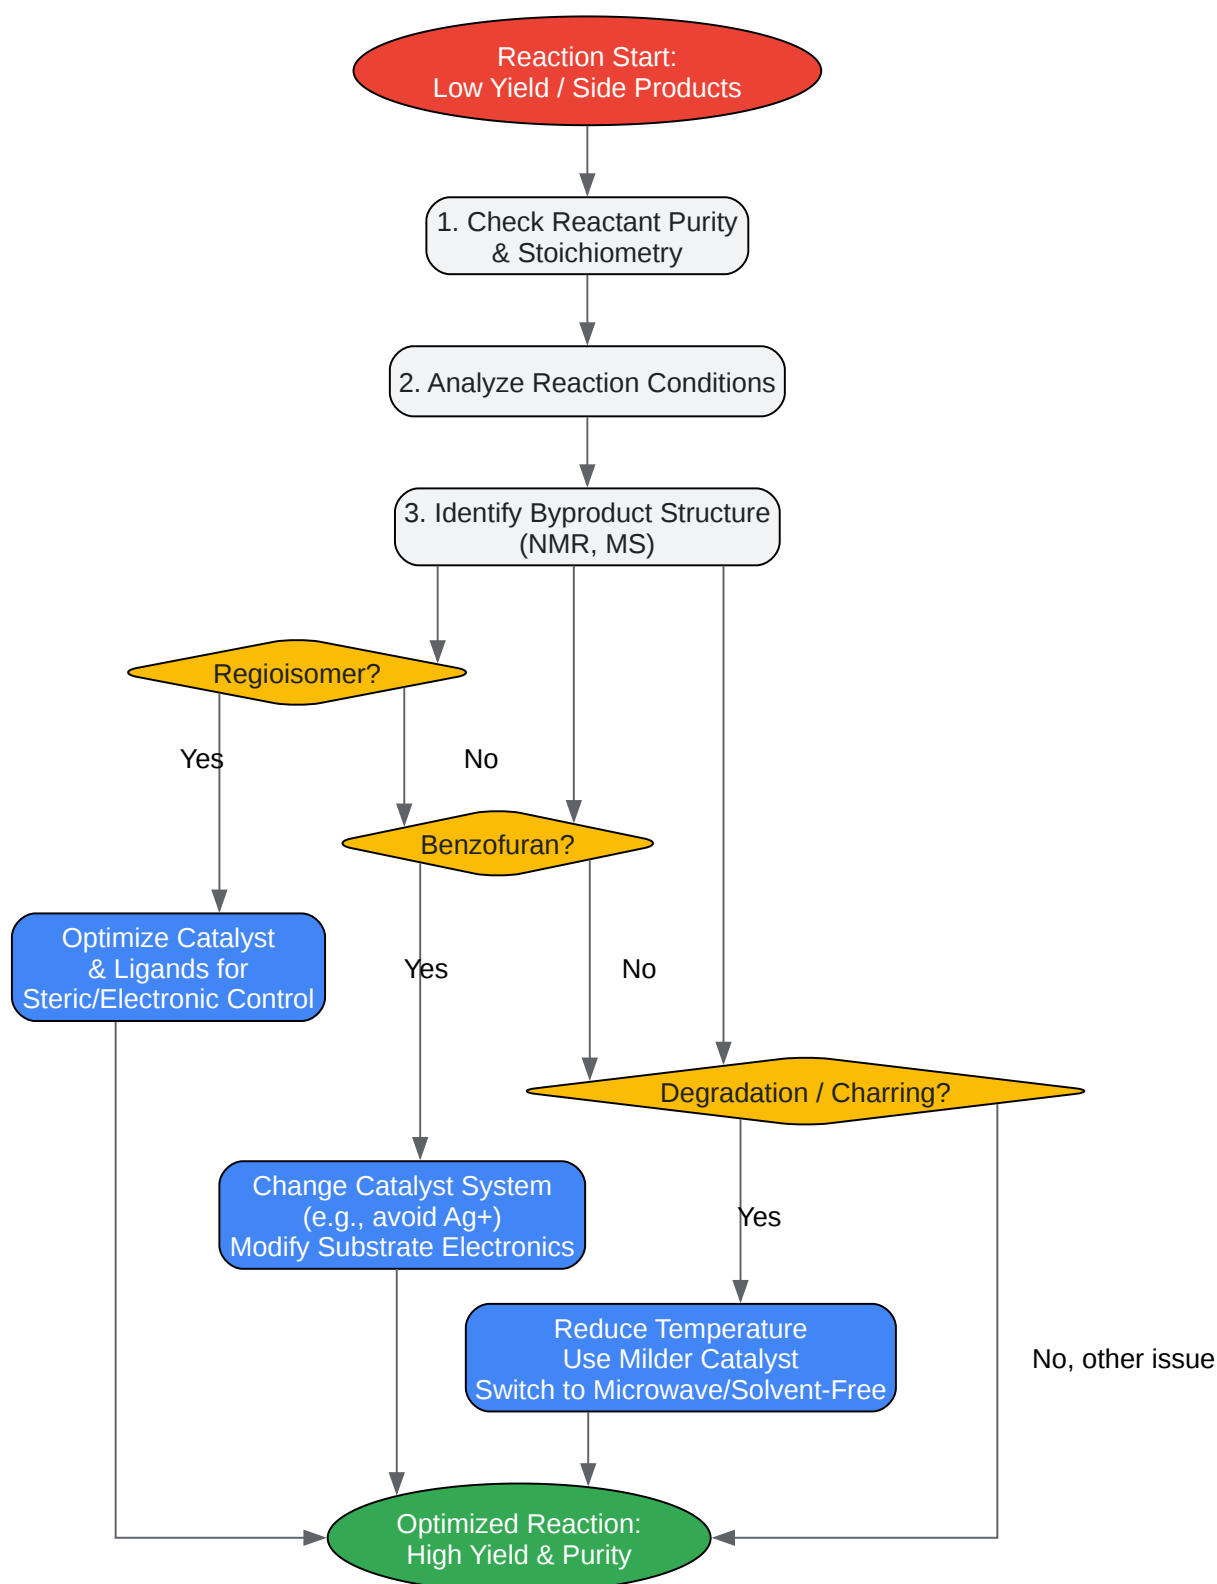 Reaction Start:
Low Yield / Side Products
1. Check Reactant Purity
& Stoichiometry
2. Analyze Reaction Conditions
3. Identify Byproduct Structure
(NMR, MS)
Regioisomer?
Yes
No
Benzofuran?
Optimize Catalyst
& Ligands for
Steric/Electronic Control
Yes
No
Degradation / Charring?
Change Catalyst System
(e.g., avoid Ag+)
Modify Substrate Electronics
Yes
Reduce Temperature
Use Milder Catalyst
Switch to Microwave/Solvent-Free
No, other issue
Optimized Reaction:
High Yield & Purity